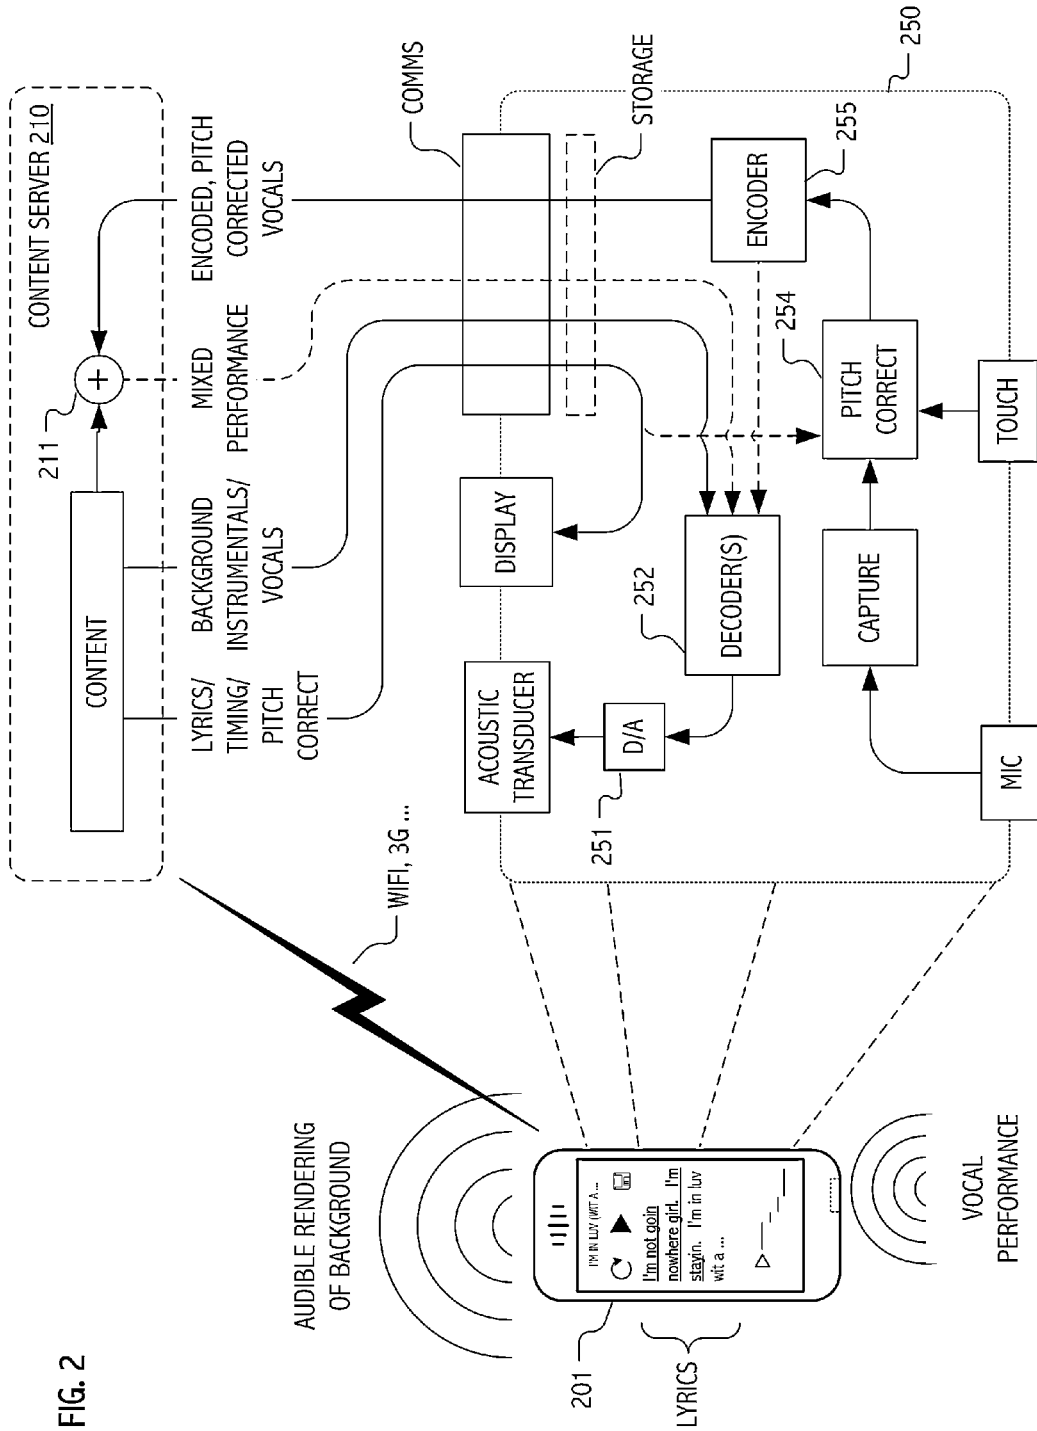 FIG. 2
CONTENT SERVER 210
CONTENT
211
LYRICS/
TIMING/
PITCH
CORRECT
BACKGROUND
INSTRUMENTALS/
VOCALS
MIXED
PERFORMANCE
ENCODED, PITCH
CORRECTED
VOCALS
WIFI, 3G ...
COMMS
STORAGE
250
ACOUSTIC
TRANSDUCER
DISPLAY
D/A
251
DECODER(S)
252
ENCODER
255
CAPTURE
PITCH
CORRECT
254
MIC
TOUCH
AUDIBLE RENDERING
OF BACKGROUND
201
LYRICS
I'M IN LUV (WIT A ...
I'm not goin
nowhere girl. I'm
stayin. I'm in luv
wit a ...
VOCAL
PERFORMANCE